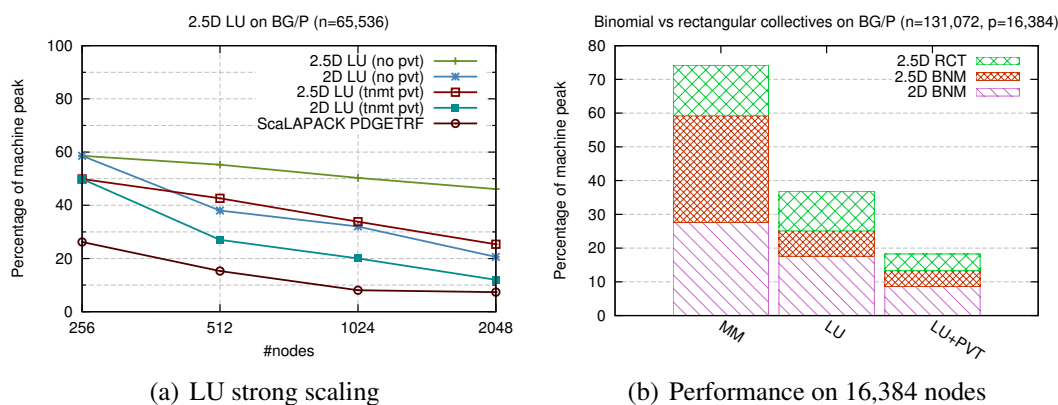 2.5D LU on BG/P (n=65,536)
Percentage of machine peak
100
80
60
40
20
0
256
512
1024
2048
#nodes
2.5D LU (no pvt)
2D LU (no pvt)
2.5D LU (tnmt pvt)
2D LU (tnmt pvt)
ScaLAPACK PDGETRF
(a) LU strong scaling
Binomial vs rectangular collectives on BG/P (n=131,072, p=16,384)
Percentage of machine peak
80
70
60
50
40
30
20
10
0
MM
LU
LU+PVT
2.5D RCT
2.5D BNM
2D BNM
(b) Performance on 16,384 nodes